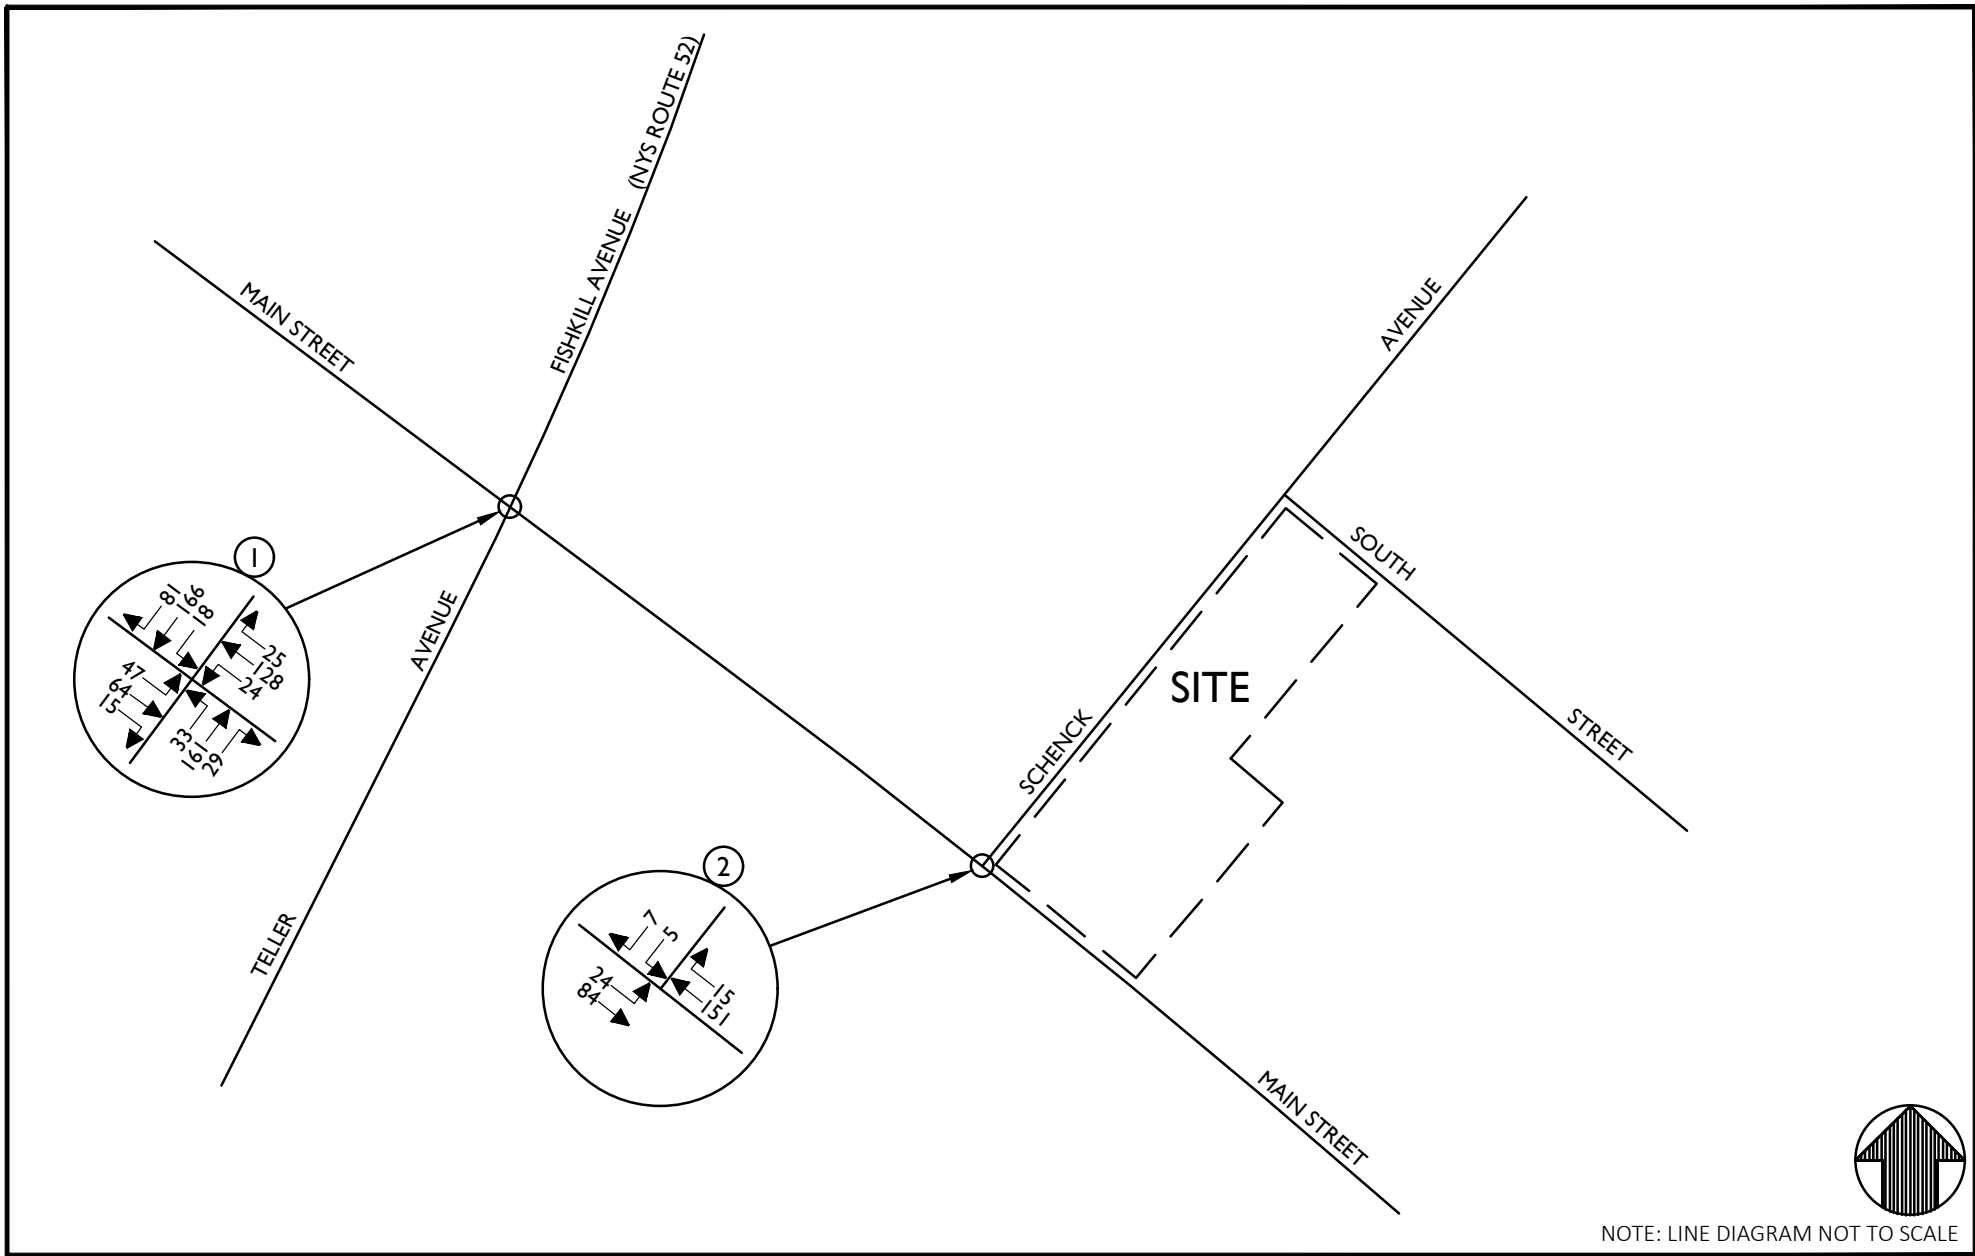 FISHKILL AVENUE (NYS ROUTE 52)
MAIN STREET
AVENUE
1
SOUTH
81
166
18
25
128
24
47
64
15
33
161
29
AVENUE
SITE
SCHENCK
STREET
2
TELLER
7
5
15
151
24
84
MAIN STREET
NOTE: LINE DIAGRAM NOT TO SCALE